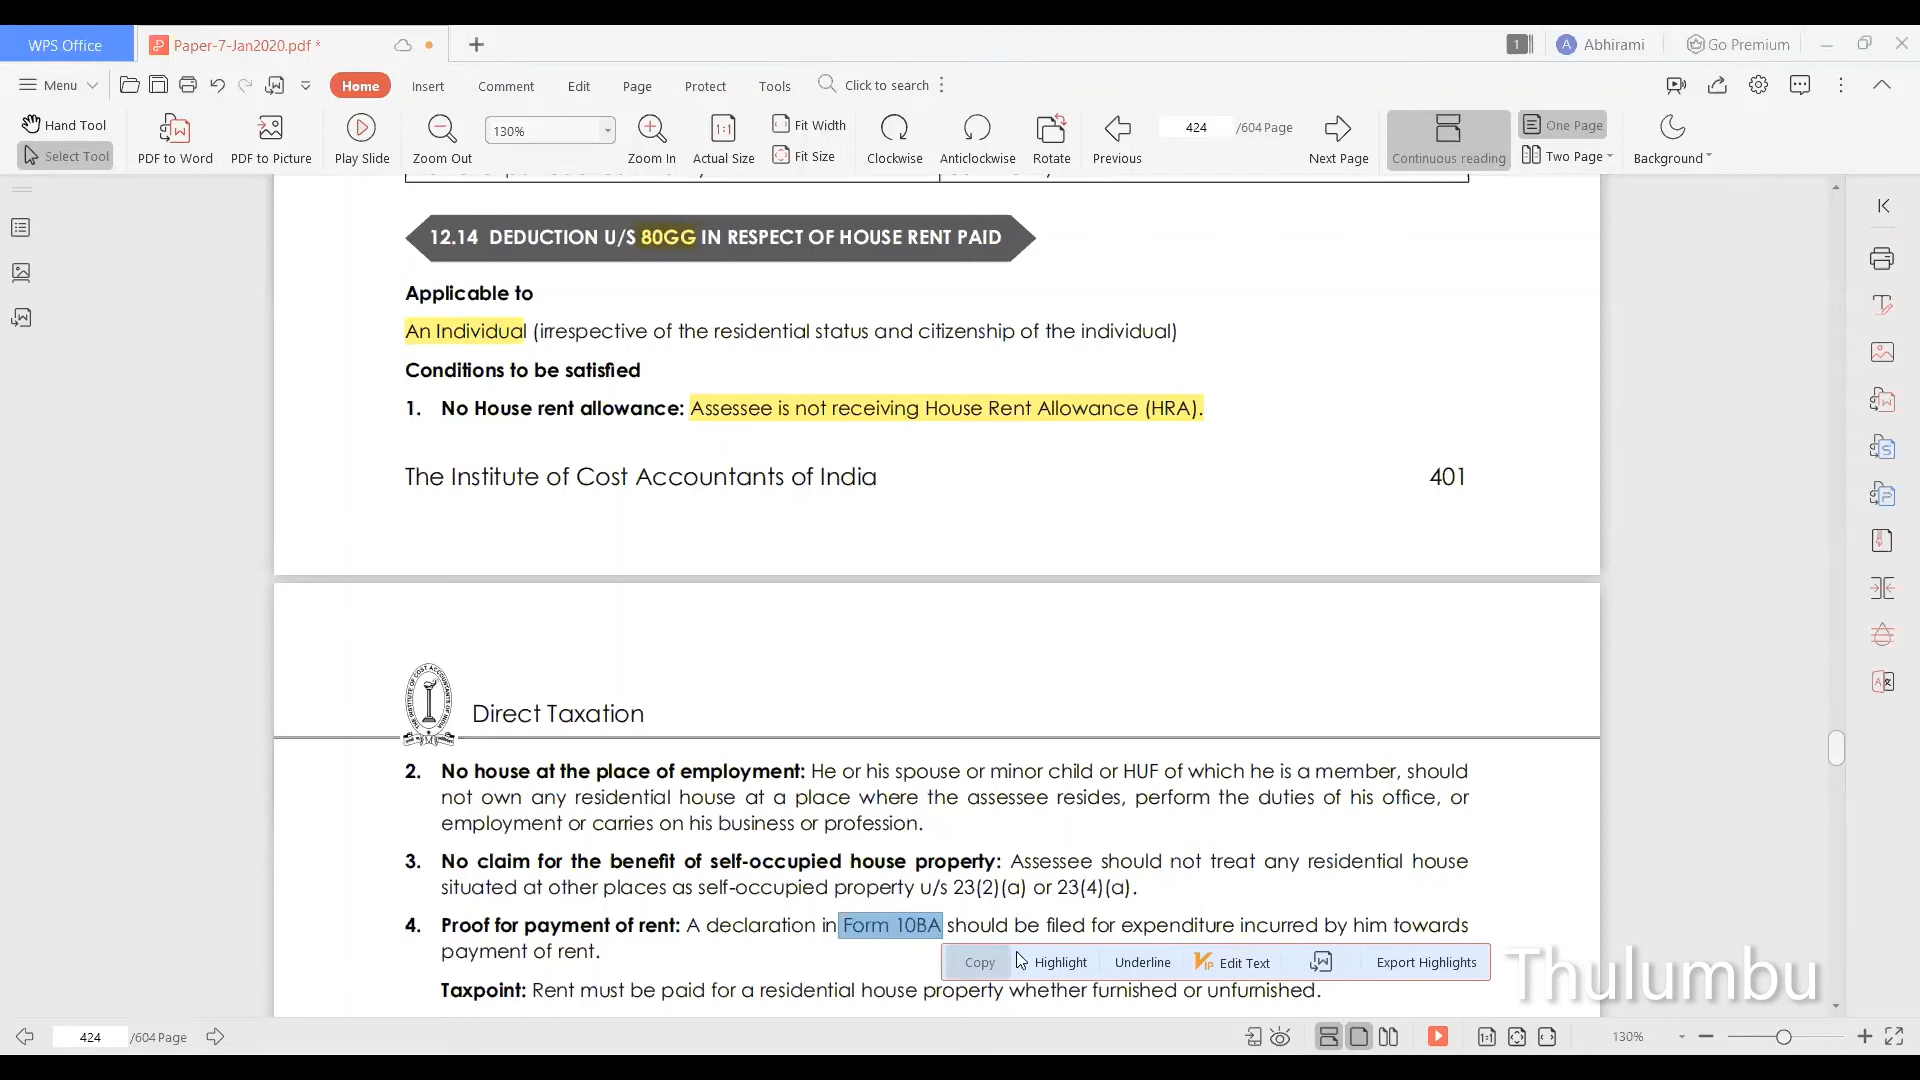 WPS Office
Paper-7-Jan2020.pdf *
1
A Abhirami
Go Premium
Menu
Home
Insert
Comment
Edit
Page
Protect
Tools
Click to search
Hand Tool
Select Tool
PDF to Word
PDF to Picture
Play Slide
Zoom Out
130%
Zoom In
Actual Size
Fit Width
Fit Size
Clockwise
Anticlockwise
Rotate
Previous
424 /604 Page
Next Page
Continuous reading
One Page
Two Page
Background
12.14 DEDUCTION U/S 80GG IN RESPECT OF HOUSE RENT PAID
Applicable to
An Individual (irrespective of the residential status and citizenship of the individual)
Conditions to be satisfied
1. No House rent allowance: Assessee is not receiving House Rent Allowance (HRA).
The Institute of Cost Accountants of India 401
Direct Taxation
2. No house at the place of employment: He or his spouse or minor child or HUF of which he is a member, should
not own any residential house at a place where the assessee resides, perform the duties of his office, or
employment or carries on his business or profession.
3. No claim for the benefit of self-occupied house property: Assessee should not treat any residential house
situated at other places as self-occupied property u/s 23(2)(a) or 23(4)(a).
4. Proof for payment of rent: A declaration in Form 10BA should be filed for expenditure incurred by him towards
payment of rent.
Copy Highlight Underline Edit Text Export Highlights
Taxpoint: Rent must be paid for a residential house property whether furnished or unfurnished.
Thulumbu
424 /604 Page
130%